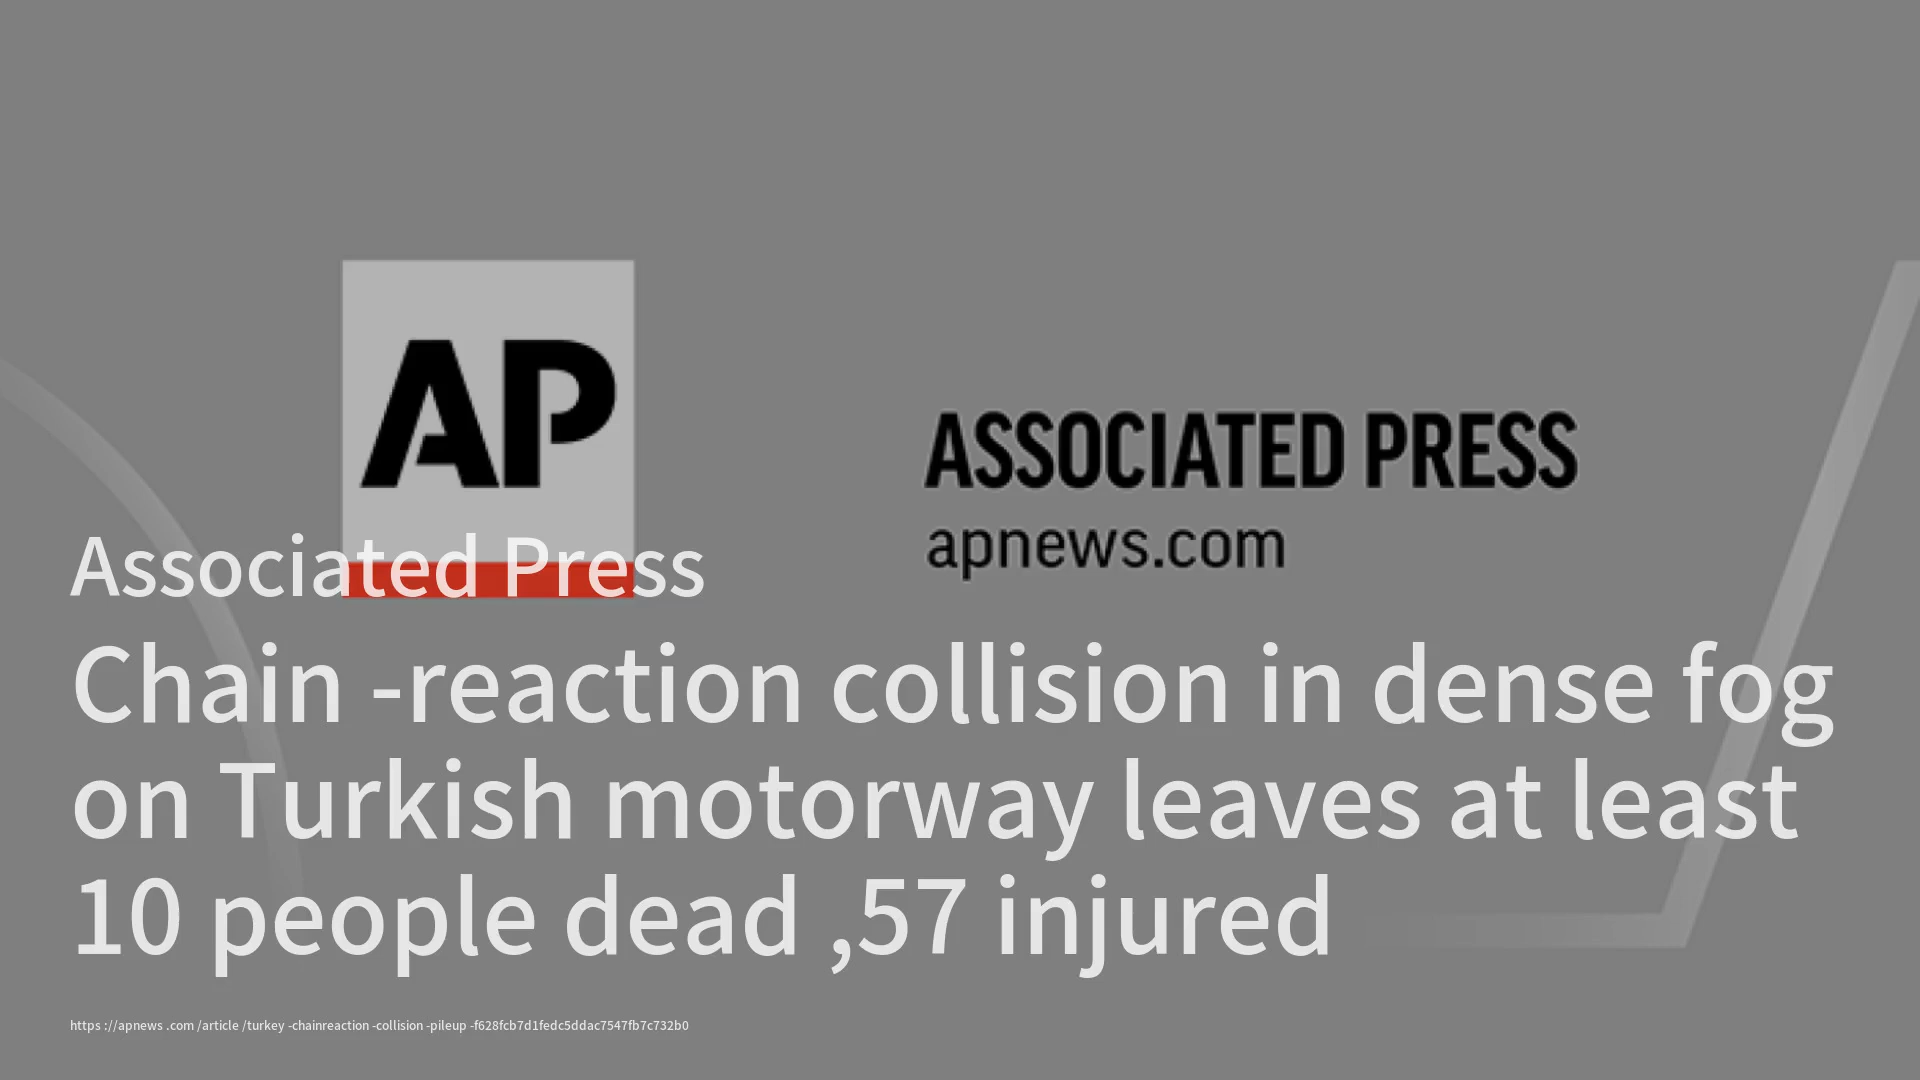 AP
ASSOCIATED PRESS
apnews.com
Associated Press
Chain -reaction collision in dense fog
on Turkish motorway leaves at least
10 people dead ,57 injured
https ://apnews .com /article /turkey -chainreaction -collision -pileup -f628fcb7d1fedc5ddac7547fb7c732b0